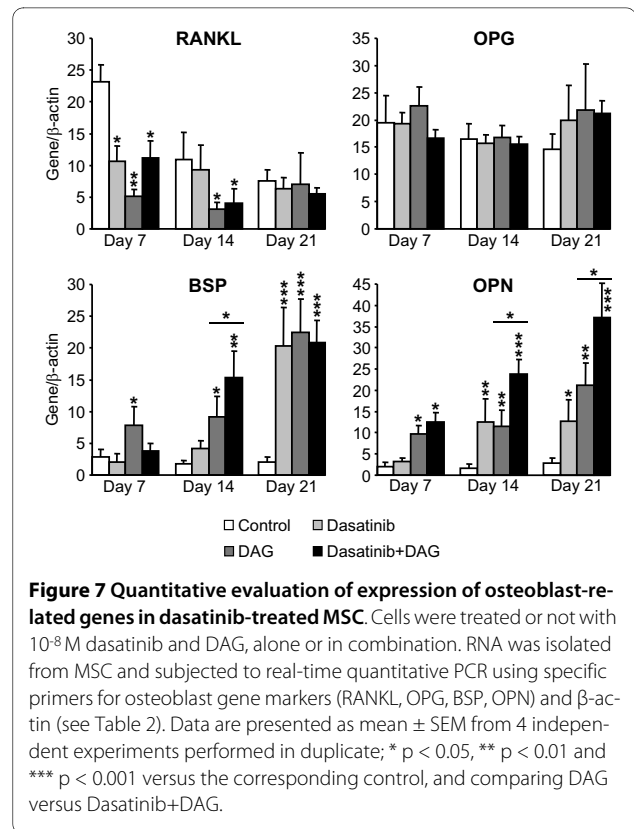 RANKL
OPG
30
25
20
15
10
5
0
Gene/β-actin
*
**
*
*
*
Day 7 Day 14 Day 21
35
30
25
20
15
10
5
0
Day 7 Day 14 Day 21
BSP
OPN
30
25
20
15
10
5
0
Gene/β-actin
*
*
**
*
***
***
***
Day 7 Day 14 Day 21
45
40
35
30
25
20
15
10
5
0
*
*
**
**
***
*
*
**
***
*
Day 7 Day 14 Day 21
Control Dasatinib
DAG Dasatinib+DAG
Figure 7 Quantitative evaluation of expression of osteoblast-re-
lated genes in dasatinib-treated MSC. Cells were treated or not with
10-8 M dasatinib and DAG, alone or in combination. RNA was isolated
from MSC and subjected to real-time quantitative PCR using specific
primers for osteoblast gene markers (RANKL, OPG, BSP, OPN) and β-ac-
tin (see Table 2). Data are presented as mean ± SEM from 4 indepen-
dent experiments performed in duplicate; * p < 0.05, ** p < 0.01 and
*** p < 0.001 versus the corresponding control, and comparing DAG
versus Dasatinib+DAG.